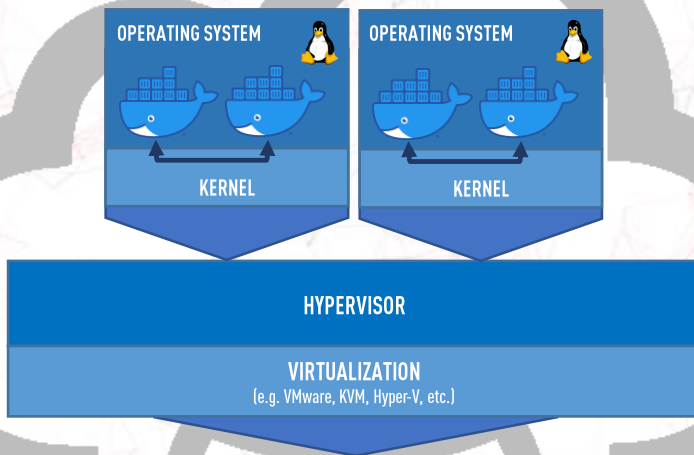 OPERATING SYSTEM
OPERATING SYSTEM
KERNEL
KERNEL
HYPERVISOR
VIRTUALIZATION
(e.g. VMware, KVM, Hyper-V, etc.)